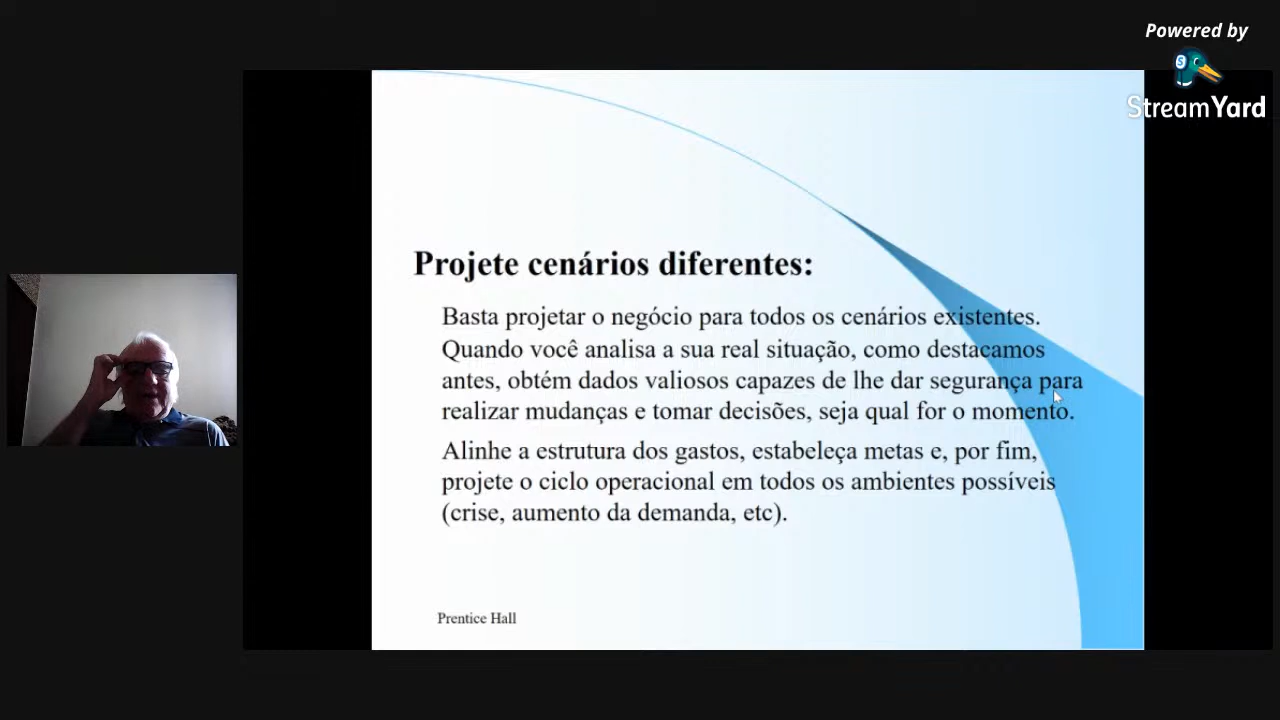 Powered by
StreamYard
Projete cenários diferentes:
Basta projetar o negócio para todos os cenários existentes.
Quando você analisa a sua real situação, como destacamos
antes, obtém dados valiosos capazes de lhe dar segurança para
realizar mudanças e tomar decisões, seja qual for o momento.
Alinhe a estrutura dos gastos, estabeleça metas e, por fim,
projete o ciclo operacional em todos os ambientes possíveis
(crise, aumento da demanda, etc).
Prentice Hall